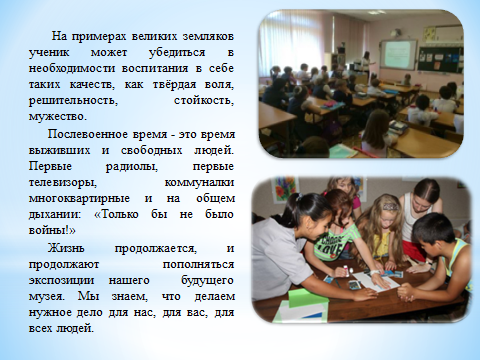 На примерах великих земляков
ученик может убедиться в
необходимости воспитания в себе
таких качеств, как твёрдая воля,
решительность, стойкость,
мужество.
Послевоенное время - это время
выживших и свободных людей.
Первые радиолы, первые
телевизоры, коммуналки
многоквартирные и на общем
дыхании: «Только бы не было
войны!»
Жизнь продолжается, и
продолжают пополняться
экспозиции нашего будущего
музея. Мы знаем, что делаем
нужное дело для нас, для вас, для
всех людей.
CHOOSE
LOVE